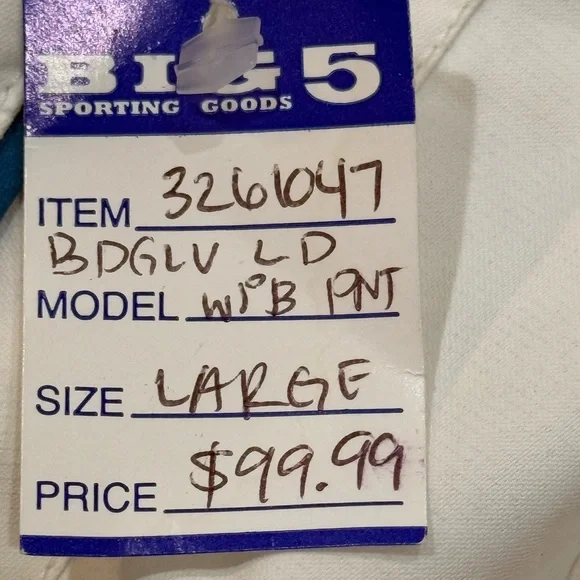 BIG 5
SPORTING GOODS
ITEM 3261047
BDGLV LD
MODEL WPB PNT
SIZE LARGE
PRICE $99.99